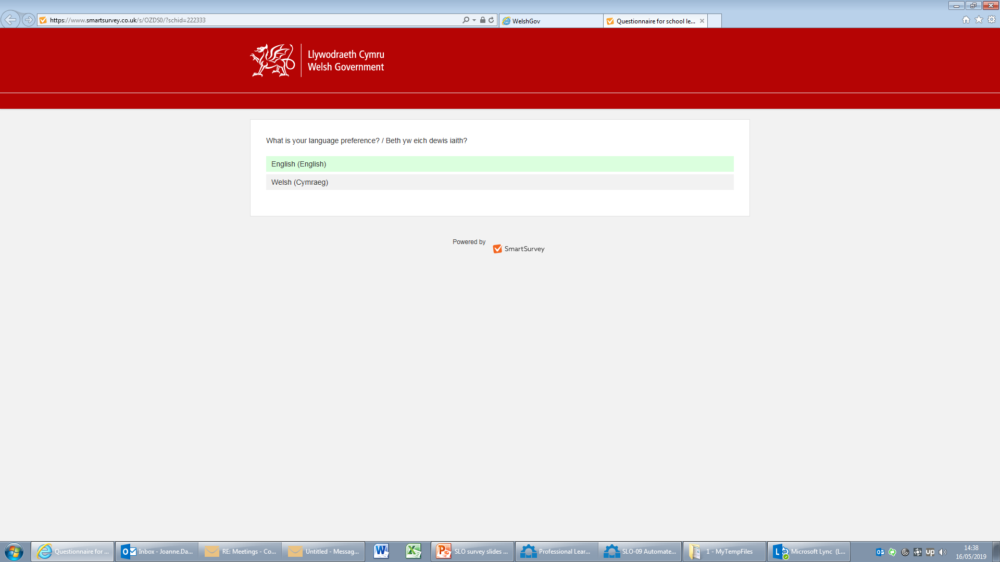 https://www.smartsurvey.co.uk/s/OZDS0/?schid=222333
WelshGov
Questionnaire for school le...
Llywodraeth Cymru
Welsh Government
What is your language preference? / Beth yw eich dewis iaith?
English (English)
Welsh (Cymraeg)
Powered by
SmartSurvey
Questionnaire for ...
Inbox - Joanne.Da...
RE: Meetings - Co...
Untitled - Messag...
SLO survey slides ...
Professional Lear...
SLO-09 Automate...
1 - MyTempFiles
Microsoft Lync (L...
up
14:38
16/05/2019